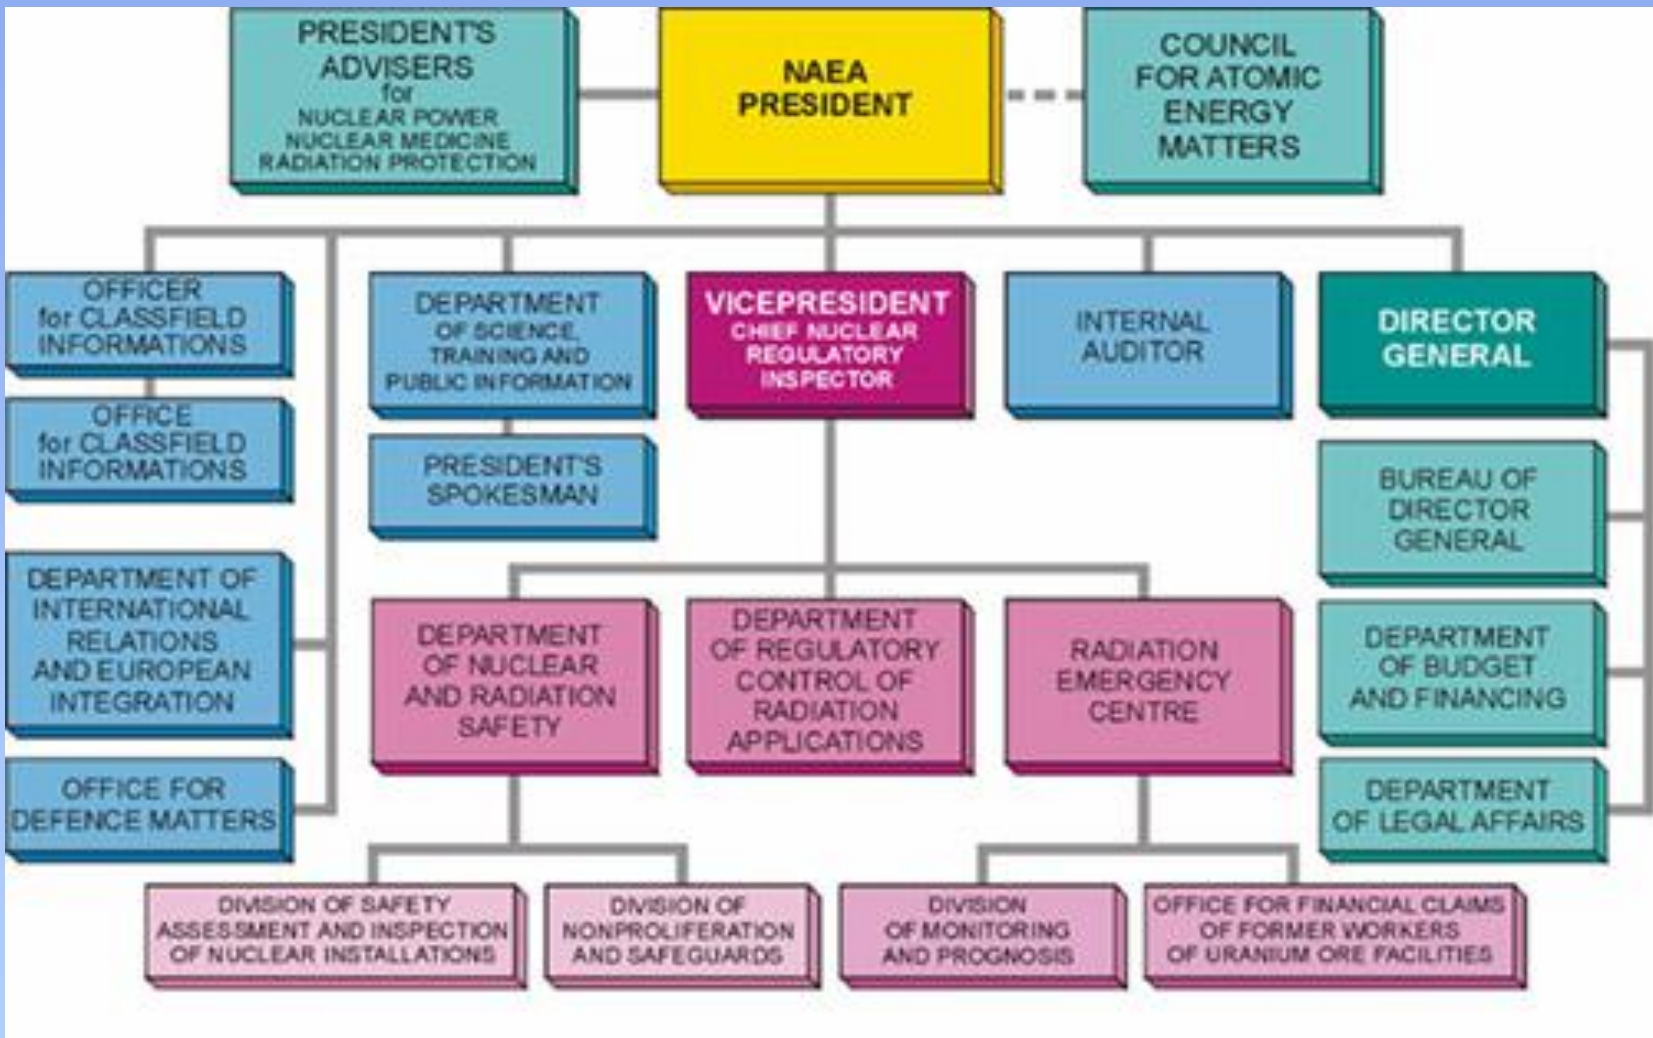 PRESIDENT'S
ADVISERS
for
NUCLEAR POWER
NUCLEAR MEDICINE
RADIATION PROTECTION
NAEA
PRESIDENT
COUNCIL
FOR ATOMIC
ENERGY
MATTERS
OFFICER
for CLASSFIELD
INFORMATIONS
DEPARTMENT
OF SCIENCE,
TRAINING AND
PUBLIC INFORMATION
VICEPRESIDENT
CHIEF NUCLEAR
REGULATORY
INSPECTOR
INTERNAL
AUDITOR
DIRECTOR
GENERAL
OFFICE
for CLASSFIELD
INFORMATIONS
PRESIDENT'S
SPOKESMAN
BUREAU OF
DIRECTOR
GENERAL
DEPARTMENT OF
INTERNATIONAL
RELATIONS
AND EUROPEAN
INTEGRATION
DEPARTMENT
OF NUCLEAR
AND RADIATION
SAFETY
DEPARTMENT
OF REGULATORY
CONTROL OF
RADIATION
APPLICATIONS
RADIATION
EMERGENCY
CENTRE
DEPARTMENT
OF BUDGET
AND FINANCING
OFFICE FOR
DEFENCE MATTERS
DEPARTMENT
OF LEGAL AFFAIRS
DIVISION OF SAFETY
ASSESSMENT AND INSPECTION
OF NUCLEAR INSTALLATIONS
DIVISION OF
NONPROLIFERATION
AND SAFEGUARDS
DIVISION
OF MONITORING
AND PROGNOSIS
OFFICE FOR FINANCIAL CLAIMS
OF FORMER WORKERS
OF URANIUM ORE FACILITIES